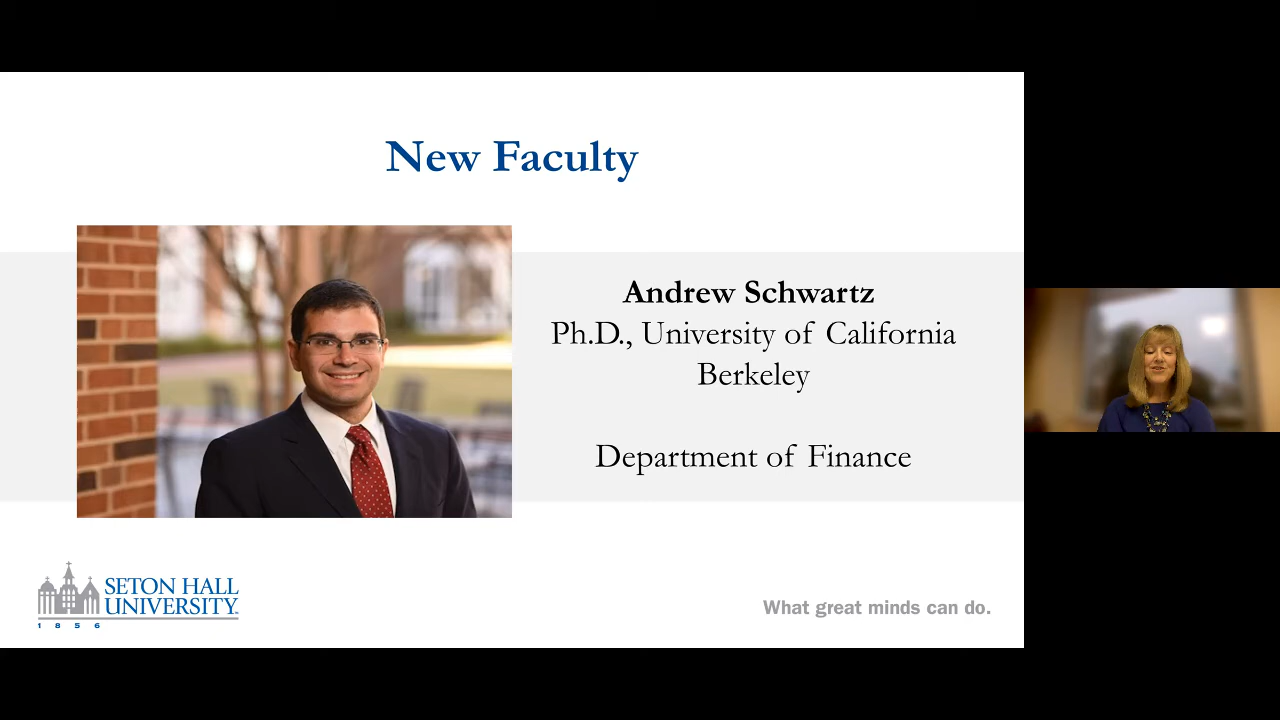 New Faculty
Andrew Schwartz
Ph.D., University of California
Berkeley
Department of Finance
SETON HALL
UNIVERSITY
1 8 5 6
What great minds can do.